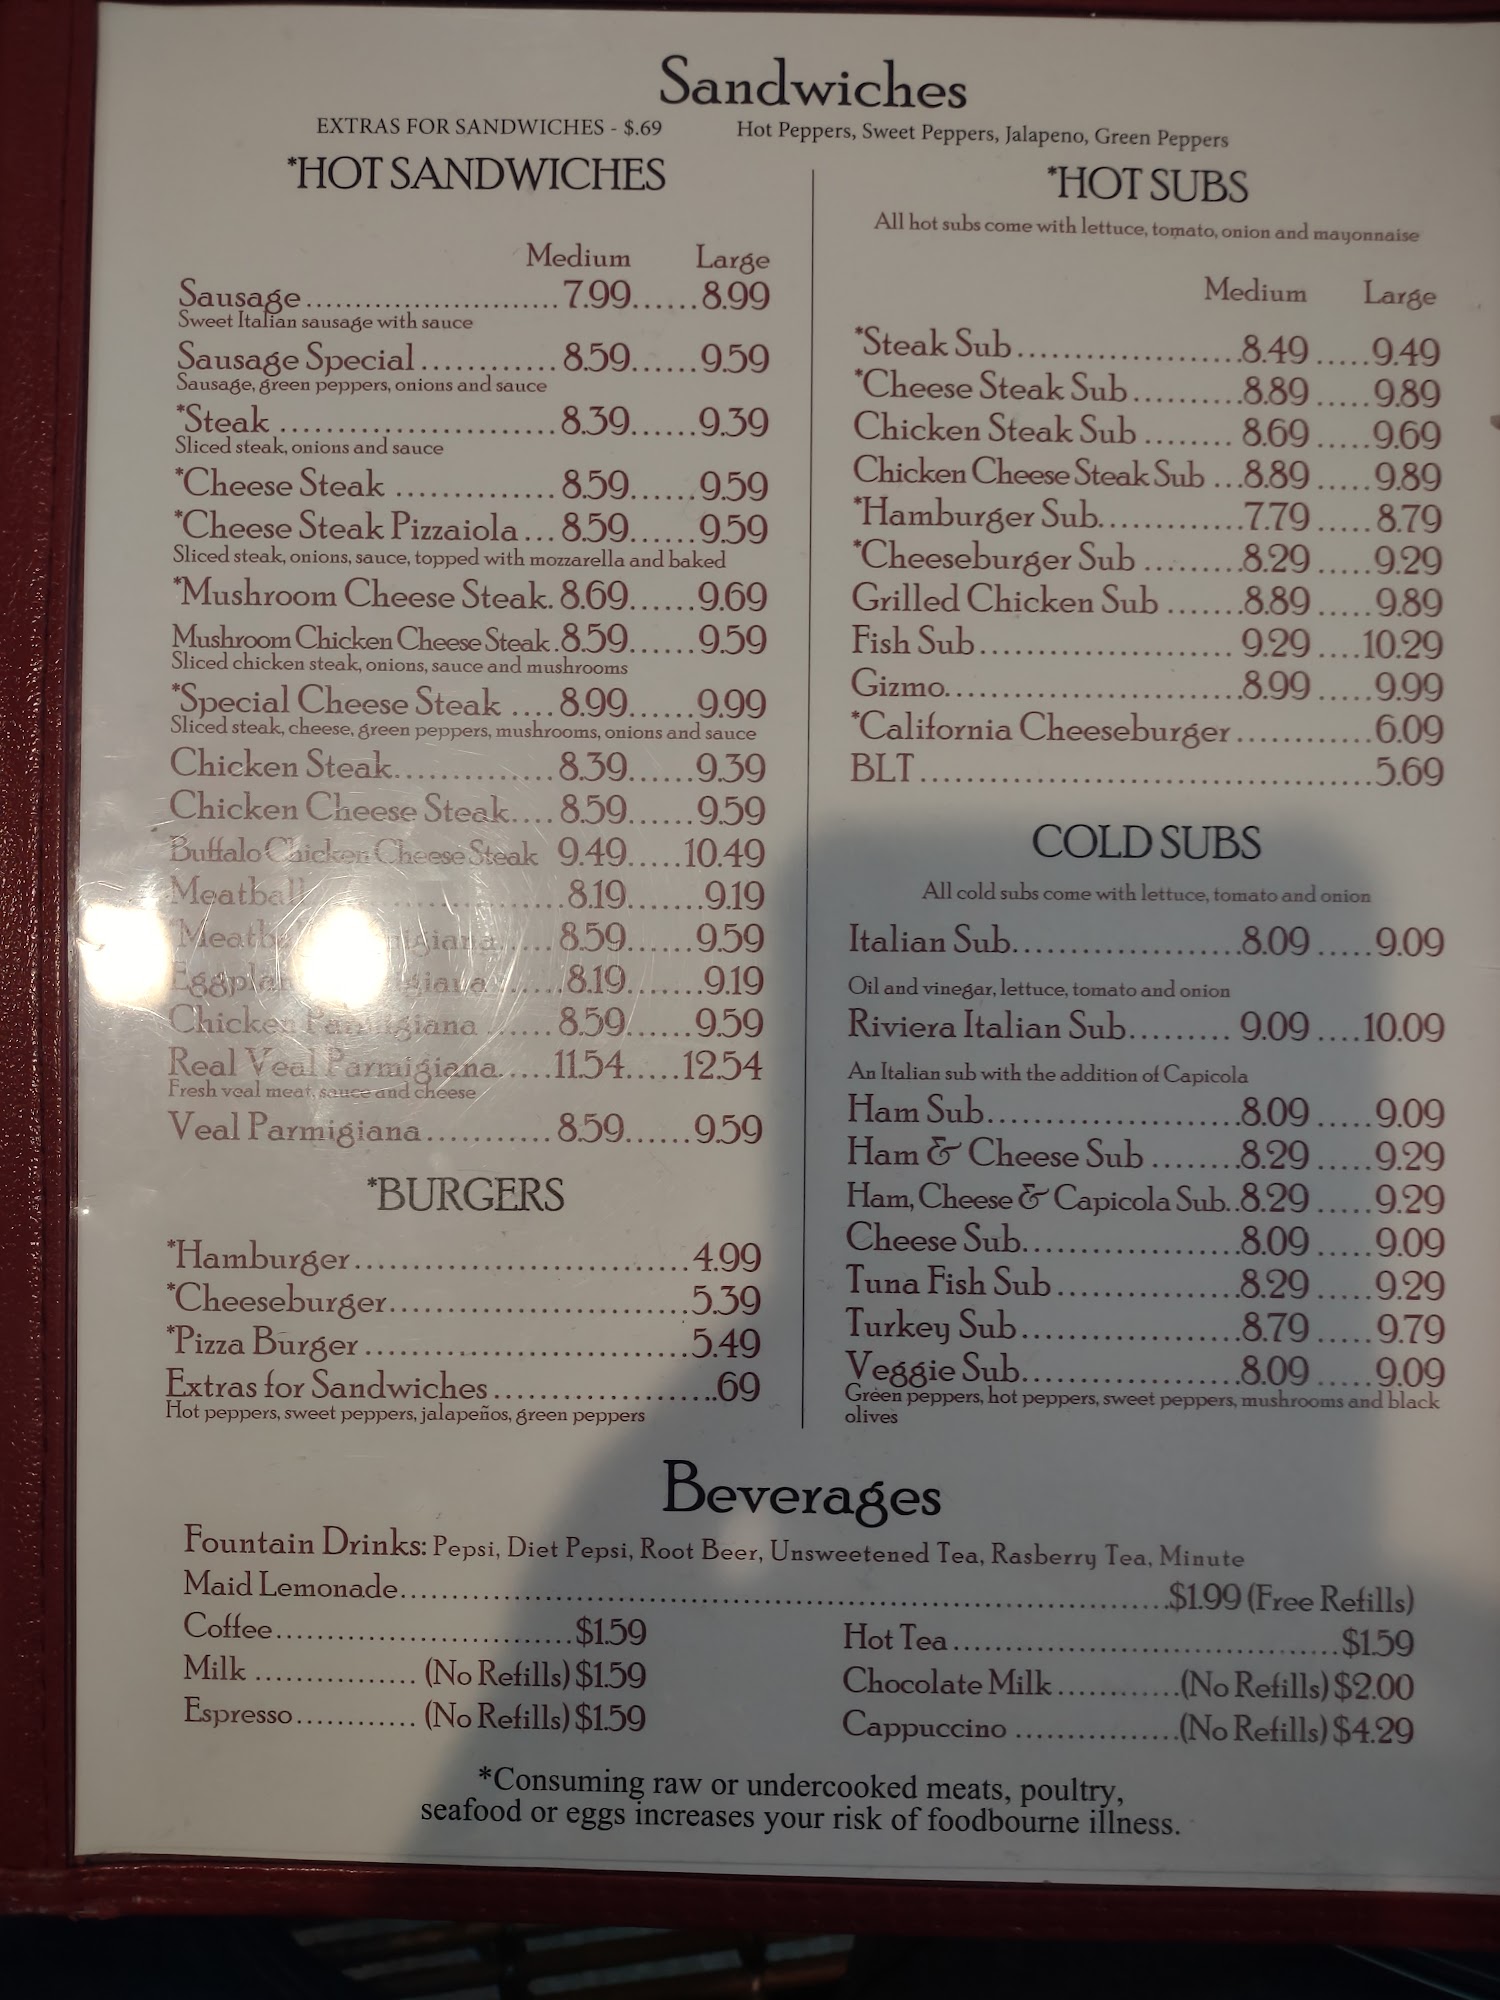 Sandwiches
EXTRAS FOR SANDWICHES - $.69 Hot Peppers, Sweet Peppers, Jalapeno, Green Peppers
*HOT SANDWICHES
Medium Large
Sausage..........................7.99......8.99
Sweet Italian sausage with sauce
Sausage Special............8.59......9.59
Sausage, green peppers, onions and sauce
*Steak ............................8.39......9.39
Sliced steak, onions and sauce
*Cheese Steak ................8.59......9.59
*Cheese Steak Pizzaiola...8.59......9.59
Sliced steak, onions, sauce, topped with mozzarella and baked
*Mushroom Cheese Steak.8.69......9.69
Mushroom Chicken Cheese Steak.8.59......9.59
Sliced chicken steak, onions, sauce and mushrooms
*Special Cheese Steak ....8.99......9.99
Sliced steak, cheese, green peppers, mushrooms, onions and sauce
Chicken Steak................8.39......9.39
Chicken Cheese Steak....8.59......9.59
Buffalo Chicken Cheese Steak 9.49.....10.49
Meatball ................8.19.......9.19
*Meatball Parmigiana......8.59......9.59
Eggplant Parmigiana ......8.19.......9.19
Chicken Parmigiana ......8.59......9.59
Real Veal Parmigiana.....11.54.....12.54
Fresh veal meat, sauce and cheese
Veal Parmigiana............8.59......9.59
*BURGERS
*Hamburger..................................4.99
*Cheeseburger..............................5.39
*Pizza Burger.................................5.49
Extras for Sandwiches.......................69
Hot peppers, sweet peppers, jalapeños, green peppers
*HOT SUBS
All hot subs come with lettuce, tomato, onion and mayonnaise
Medium Large
*Steak Sub.......................8.49.....9.49
*Cheese Steak Sub...........8.89.....9.89
Chicken Steak Sub.........8.69.....9.69
Chicken Cheese Steak Sub...8.89.....9.89
*Hamburger Sub..............7.79.....8.79
*Cheeseburger Sub..........8.29.....9.29
Grilled Chicken Sub.......8.89.....9.89
Fish Sub..........................9.29....10.29
Gizmo..............................8.99.....9.99
*California Cheeseburger.............6.09
BLT..............................................5.69
COLD SUBS
All cold subs come with lettuce, tomato and onion
Italian Sub.......................8.09.....9.09
Oil and vinegar, lettuce, tomato and onion
Riviera Italian Sub..........9.09....10.09
An Italian sub with the addition of Capicola
Ham Sub..........................8.09.....9.09
Ham & Cheese Sub.........8.29.....9.29
Ham, Cheese & Capicola Sub..8.29.....9.29
Cheese Sub......................8.09.....9.09
Tuna Fish Sub...................8.29.....9.29
Turkey Sub......................8.79.....9.79
Veggie Sub......................8.09.....9.09
Green peppers, hot peppers, sweet peppers, mushrooms and black
olives
Beverages
Fountain Drinks: Pepsi, Diet Pepsi, Root Beer, Unsweetened Tea, Rasberry Tea, Minute
Maid Lemonade..............................................................................$1.99 (Free Refills)
Coffee..............................$1.59
Hot Tea.......................................$1.59
Milk ................(No Refills) $1.59
Chocolate Milk............(No Refills) $2.00
Espresso............(No Refills) $1.59
Cappuccino ................(No Refills) $4.29
*Consuming raw or undercooked meats, poultry,
seafood or eggs increases your risk of foodbourne illness.